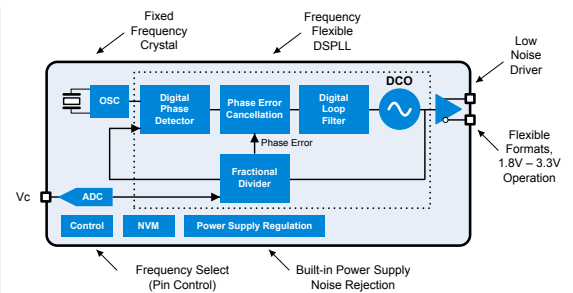 Fixed
Frequency
Crystal
Frequency
Flexible
DSPLL
Low
Noise
Driver
OSC
Digital
Phase
Detector
Phase Error
Cancellation
Digital
Loop
Filter
DCO
Phase Error
Fractional
Divider
Flexible
Formats,
1.8V – 3.3V
Operation
Vc
ADC
Control
NVM
Power Supply Regulation
Frequency Select
(Pin Control)
Built-in Power Supply
Noise Rejection